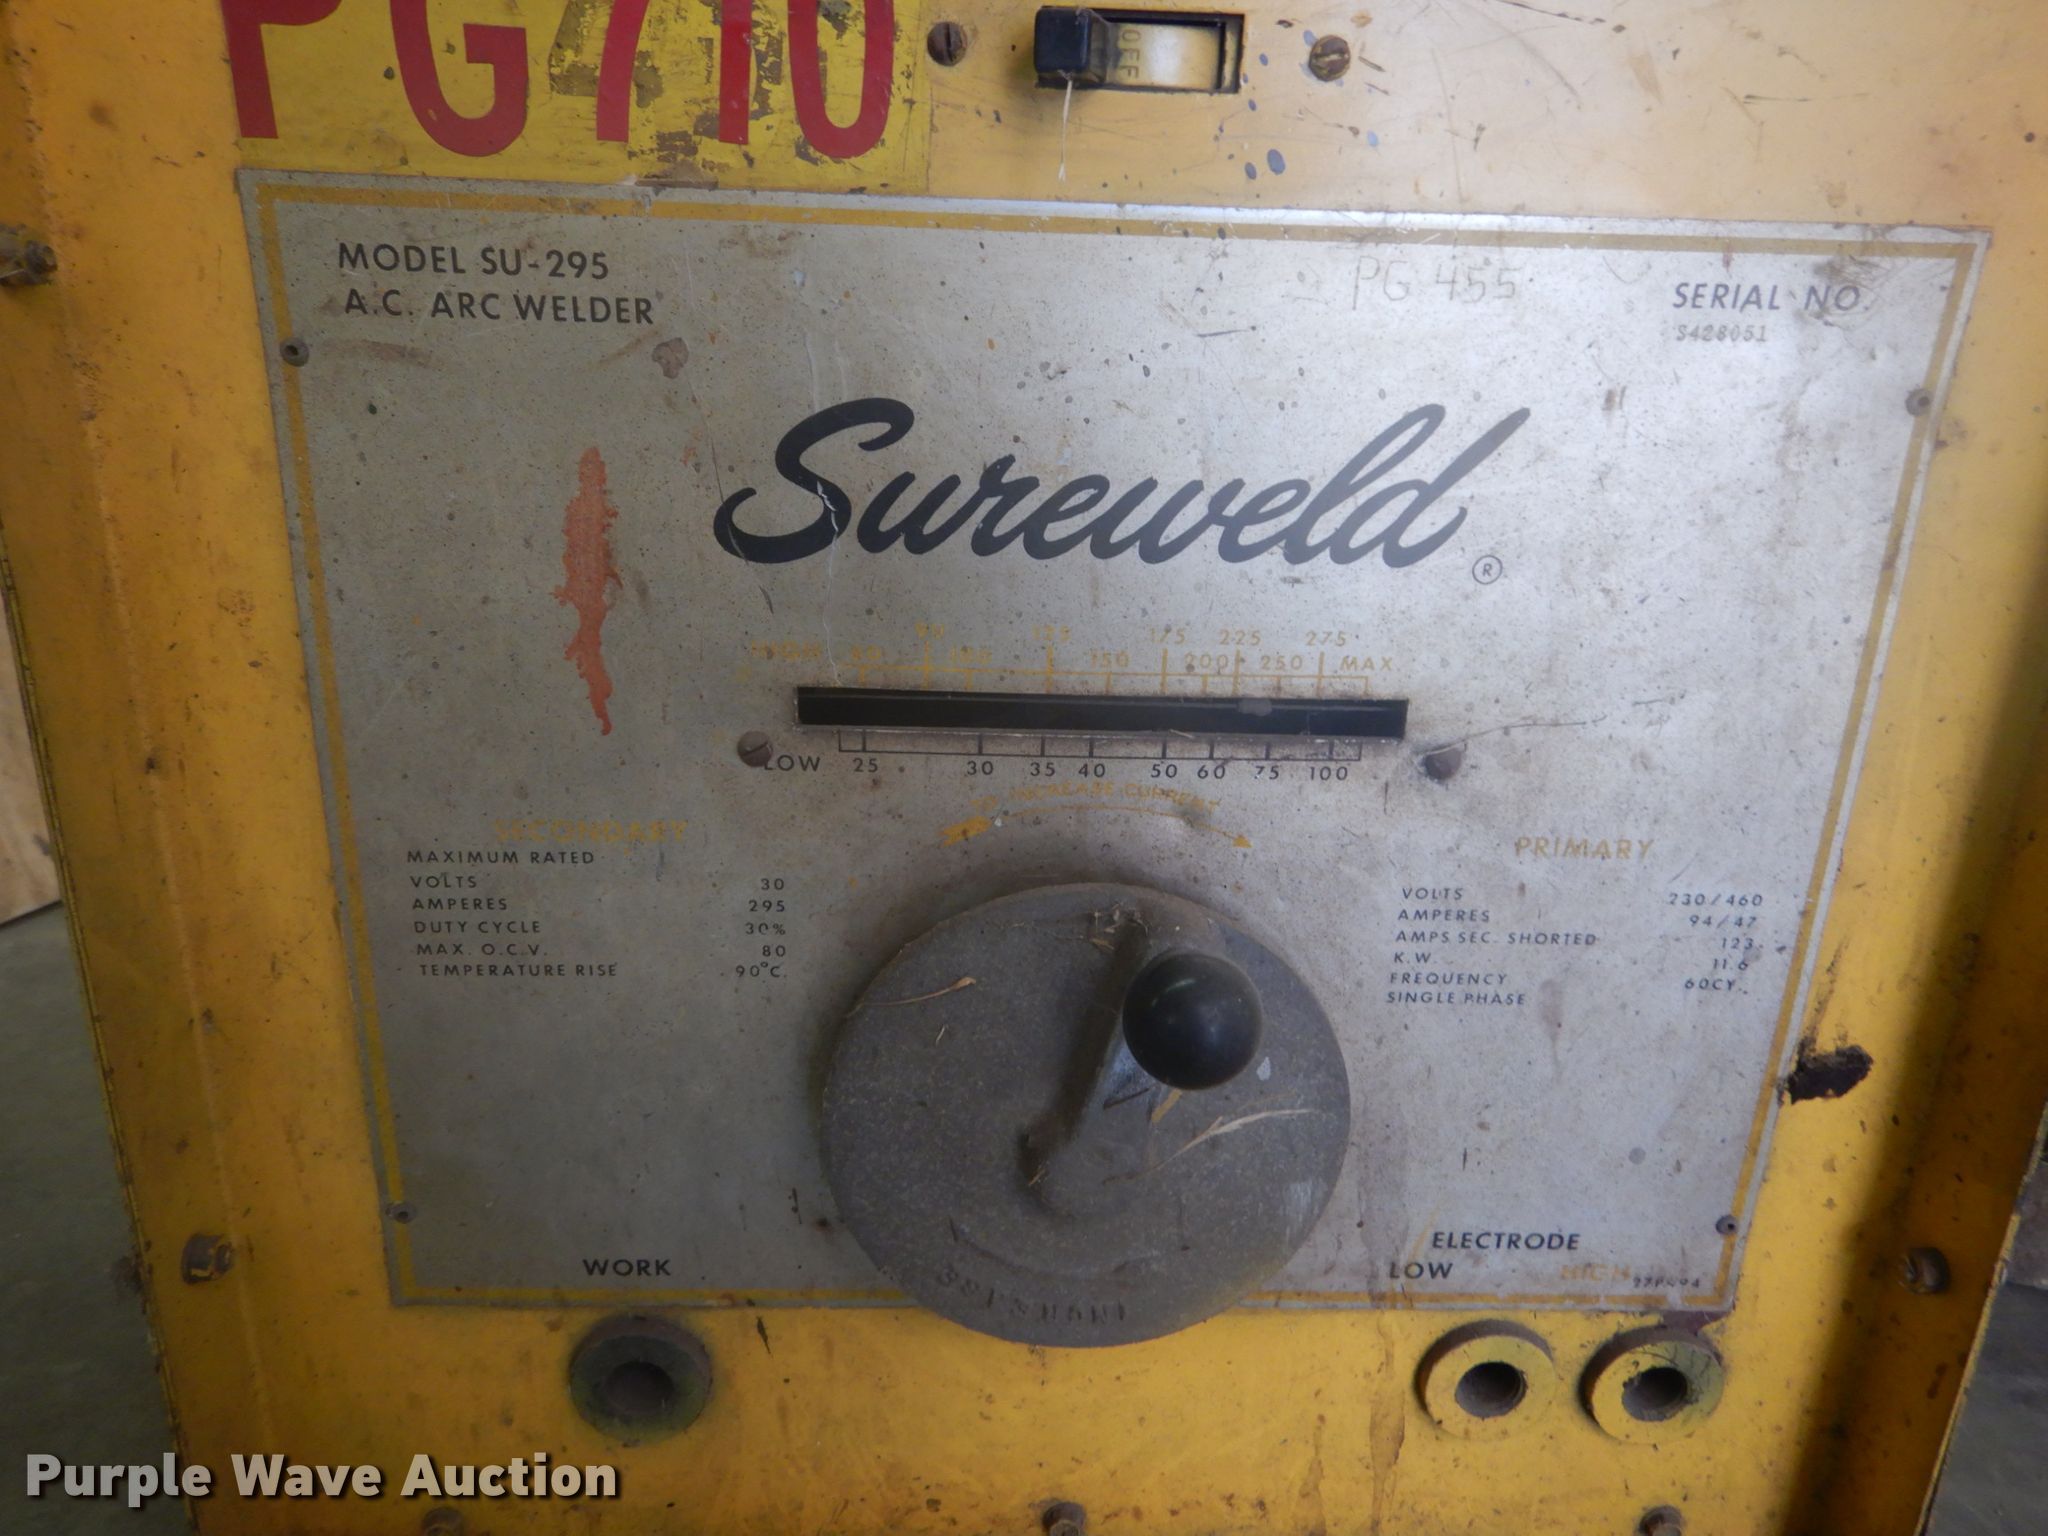 PG710
OFF
MODEL SU-295
A.C. ARC WELDER
PG 455
SERIAL NO.
S428051
Sureweld ®
90 125 175 225 275
HIGH 80 100 150 200 250 MAX.
LOW 25 30 35 40 50 60 75 100
TO INCREASE CURRENT
SECONDARY
MAXIMUM RATED
VOLTS 30
AMPERES 295
DUTY CYCLE 30%
MAX. O.C.V. 80
TEMPERATURE RISE 90°C.
PRIMARY
VOLTS 230/460
AMPERES 94/47
AMPS SEC. SHORTED 123
K.W. 11.6
FREQUENCY 60CY.
SINGLE PHASE
WORK
ELECTRODE
LOW HIGH
Purple Wave Auction